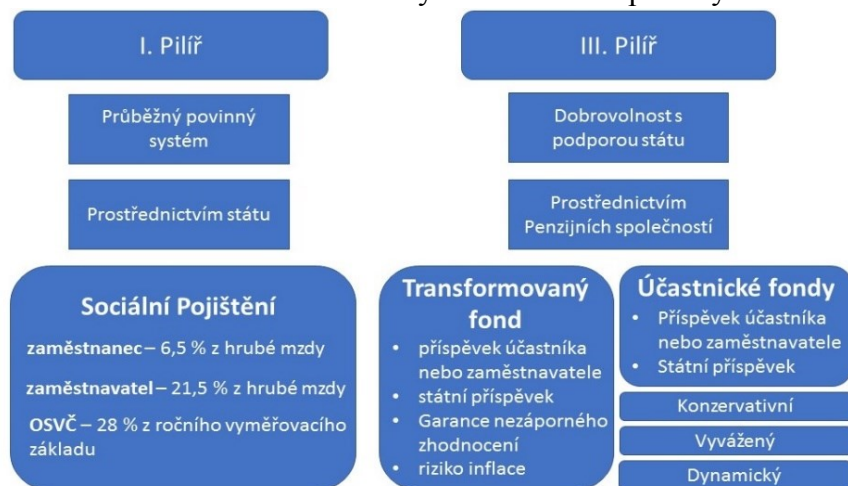 I. Pilíř
Průběžný povinný
systém
Prostřednictvím státu
Sociální Pojištění
zaměstnanec – 6,5 % z hrubé mzdy
zaměstnavatel – 21,5 % z hrubé mzdy
OSVČ – 28 % z ročního vyměřovacího
základu
III. Pilíř
Dobrovolnost s
podporou státu
Prostřednictvím
Penzijních společností
Transformovaný
fond
• příspěvek účastníka
nebo zaměstnavatele
• státní příspěvek
• Garance nezáporného
zhodnocení
• riziko inflace
Účastnické fondy
• Příspěvek účastníka
nebo zaměstnavatele
• Státní příspěvek
Konzervativní
Vyvážený
Dynamický